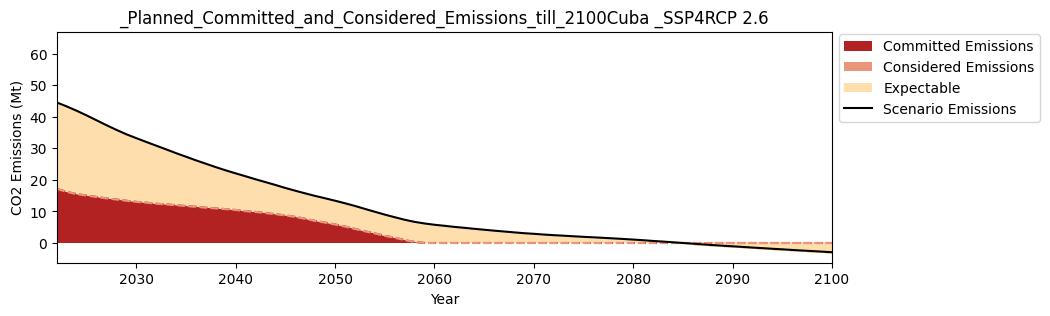 _Planned_Committed_and_Considered_Emissions_till_2100Cuba _SSP4RCP 2.6
60
50
40
30
20
10
0
CO2 Emissions (Mt)
2030 2040 2050 2060 2070 2080 2090 2100
Year
Committed Emissions
Considered Emissions
Expectable
Scenario Emissions